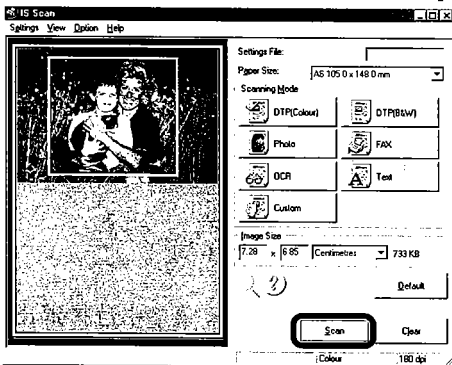 IS Scan
Settings View Option Help
Settings File:
Paper Size: A6 105.0 x 148.0 mm
Scanning Mode
DTP(Colour) DTP(B&W)
Photo FAX
OCR Text
Custom
Image Size
7.28 x 6.85 Centimetres 733 KB
Default
Scan Clear
Colour 180 dpi